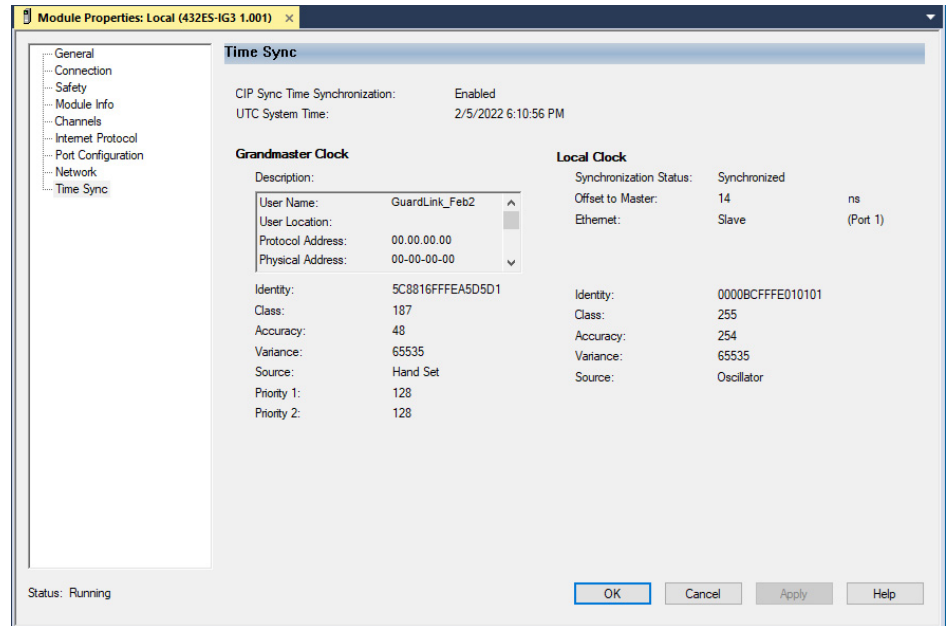 Module Properties: Local (432ES-IG3 1.001) ×
General
Connection
Safety
Module Info
Channels
Internet Protocol
Port Configuration
Network
Time Sync
Time Sync
CIP Sync Time Synchronization: Enabled
UTC System Time: 2/5/2022 6:10:56 PM
Grandmaster Clock
Description:
User Name: GuardLink_Feb2
User Location:
Protocol Address: 00.00.00.00
Physical Address: 00-00-00-00
Identity: 5C8816FFFEA5D5D1
Class: 187
Accuracy: 48
Variance: 65535
Source: Hand Set
Priority 1: 128
Priority 2: 128
Local Clock
Synchronization Status: Synchronized
Offset to Master: 14 ns
Ethernet: Slave (Port 1)
Identity: 0000BCFFFE010101
Class: 255
Accuracy: 254
Variance: 65535
Source: Oscillator
Status: Running
OK Cancel Apply Help